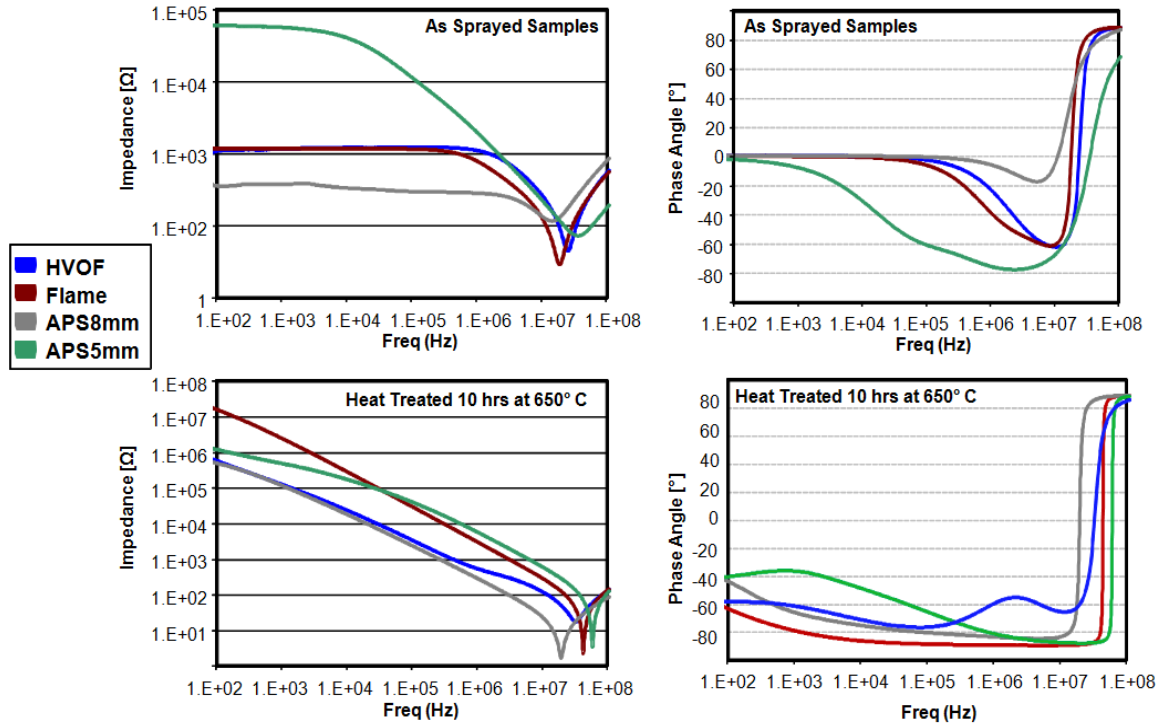 As Sprayed Samples
1.E+05
1.E+04
1.E+03
1.E+02
1
Impedance [Ω]
1.E+02 1.E+03 1.E+04 1.E+05 1.E+06 1.E+07 1.E+08
Freq (Hz)
As Sprayed Samples
80
60
40
20
0
-20
-40
-60
-80
Phase Angle [°]
1.E+02 1.E+03 1.E+04 1.E+05 1.E+06 1.E+07 1.E+08
Freq (Hz)
HVOF
Flame
APS8mm
APS5mm
Heat Treated 10 hrs at 650° C
1.E+08
1.E+07
1.E+06
1.E+05
1.E+04
1.E+03
1.E+02
1.E+01
Impedance [Ω]
1.E+02 1.E+03 1.E+04 1.E+05 1.E+06 1.E+07 1.E+08
Freq (Hz)
Heat Treated 10 hrs at 650° C
80
60
40
20
0
-20
-40
-60
-80
Phase Angle [°]
1.E+02 1.E+03 1.E+04 1.E+05 1.E+06 1.E+07 1.E+08
Freq (Hz)